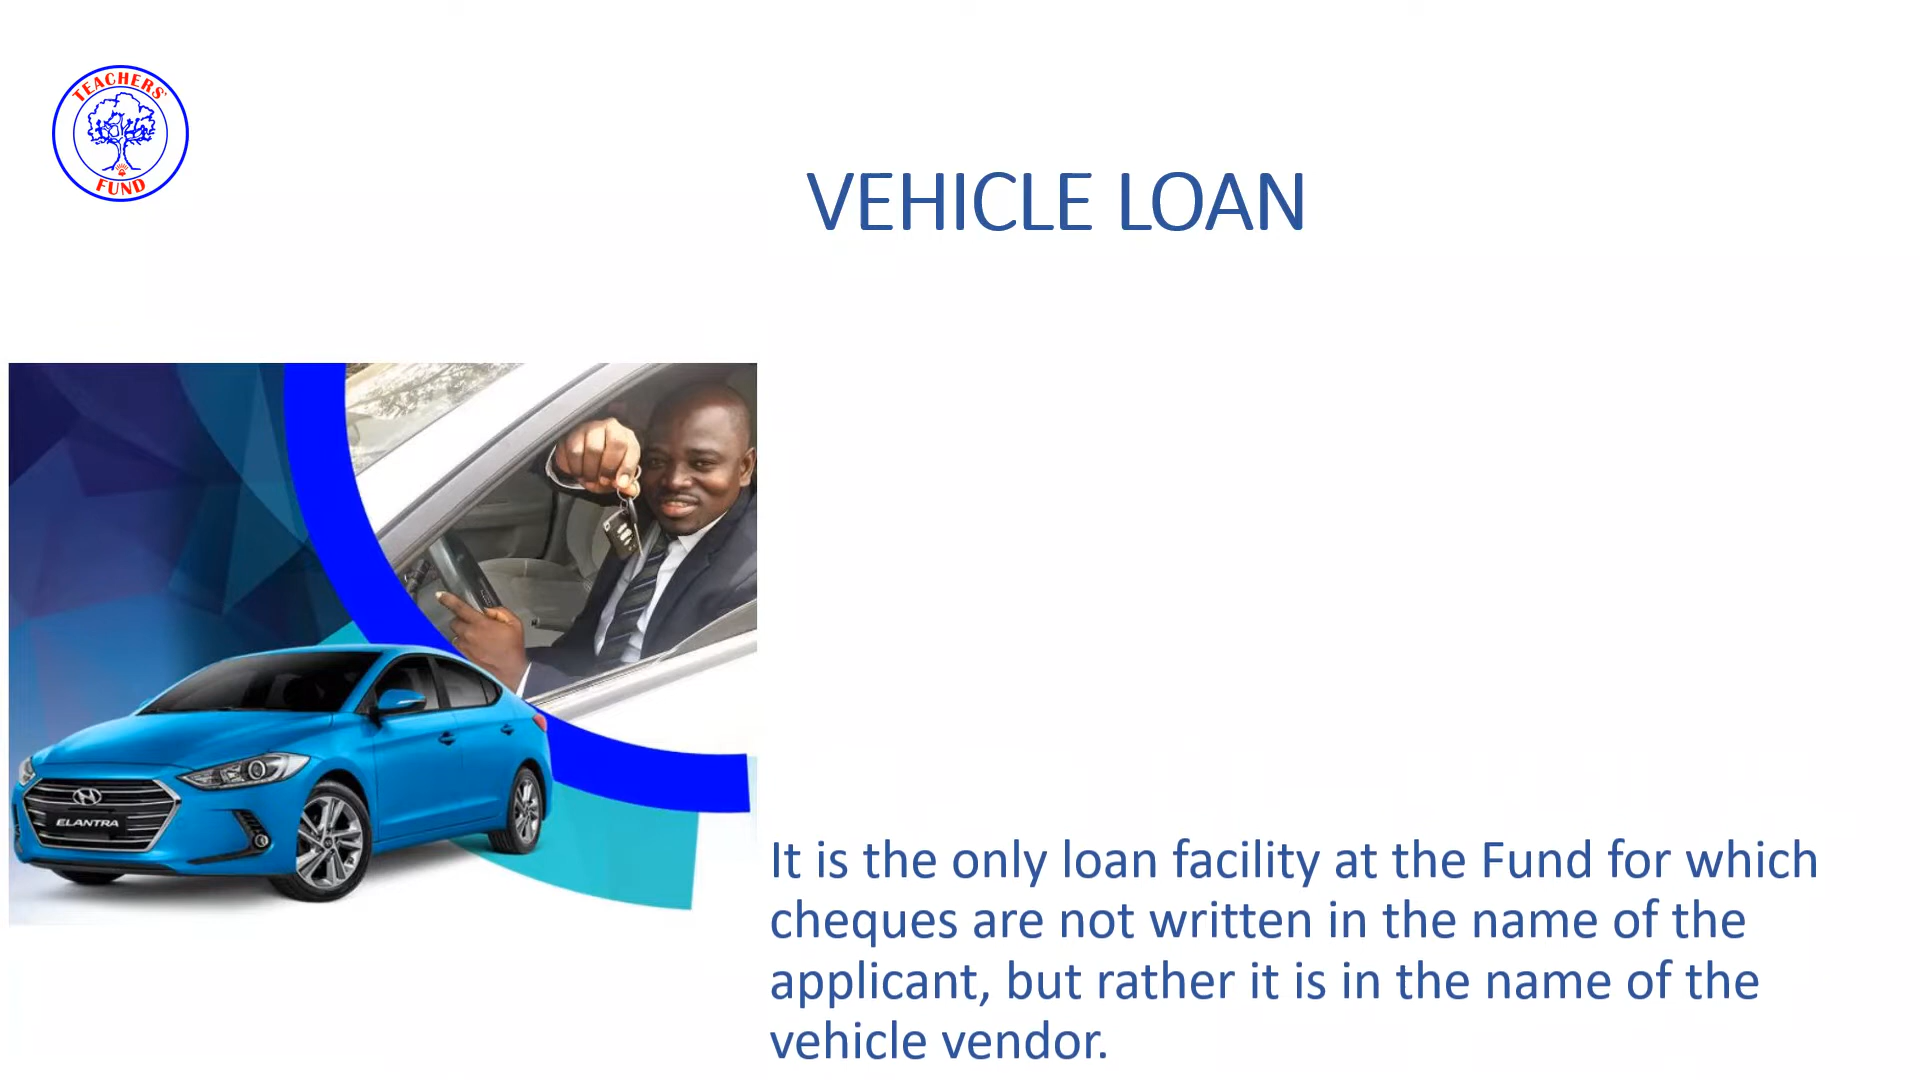 TEACHERS'
FUND
VEHICLE LOAN
ELANTRA
It is the only loan facility at the Fund for which
cheques are not written in the name of the
applicant, but rather it is in the name of the
vehicle vendor.